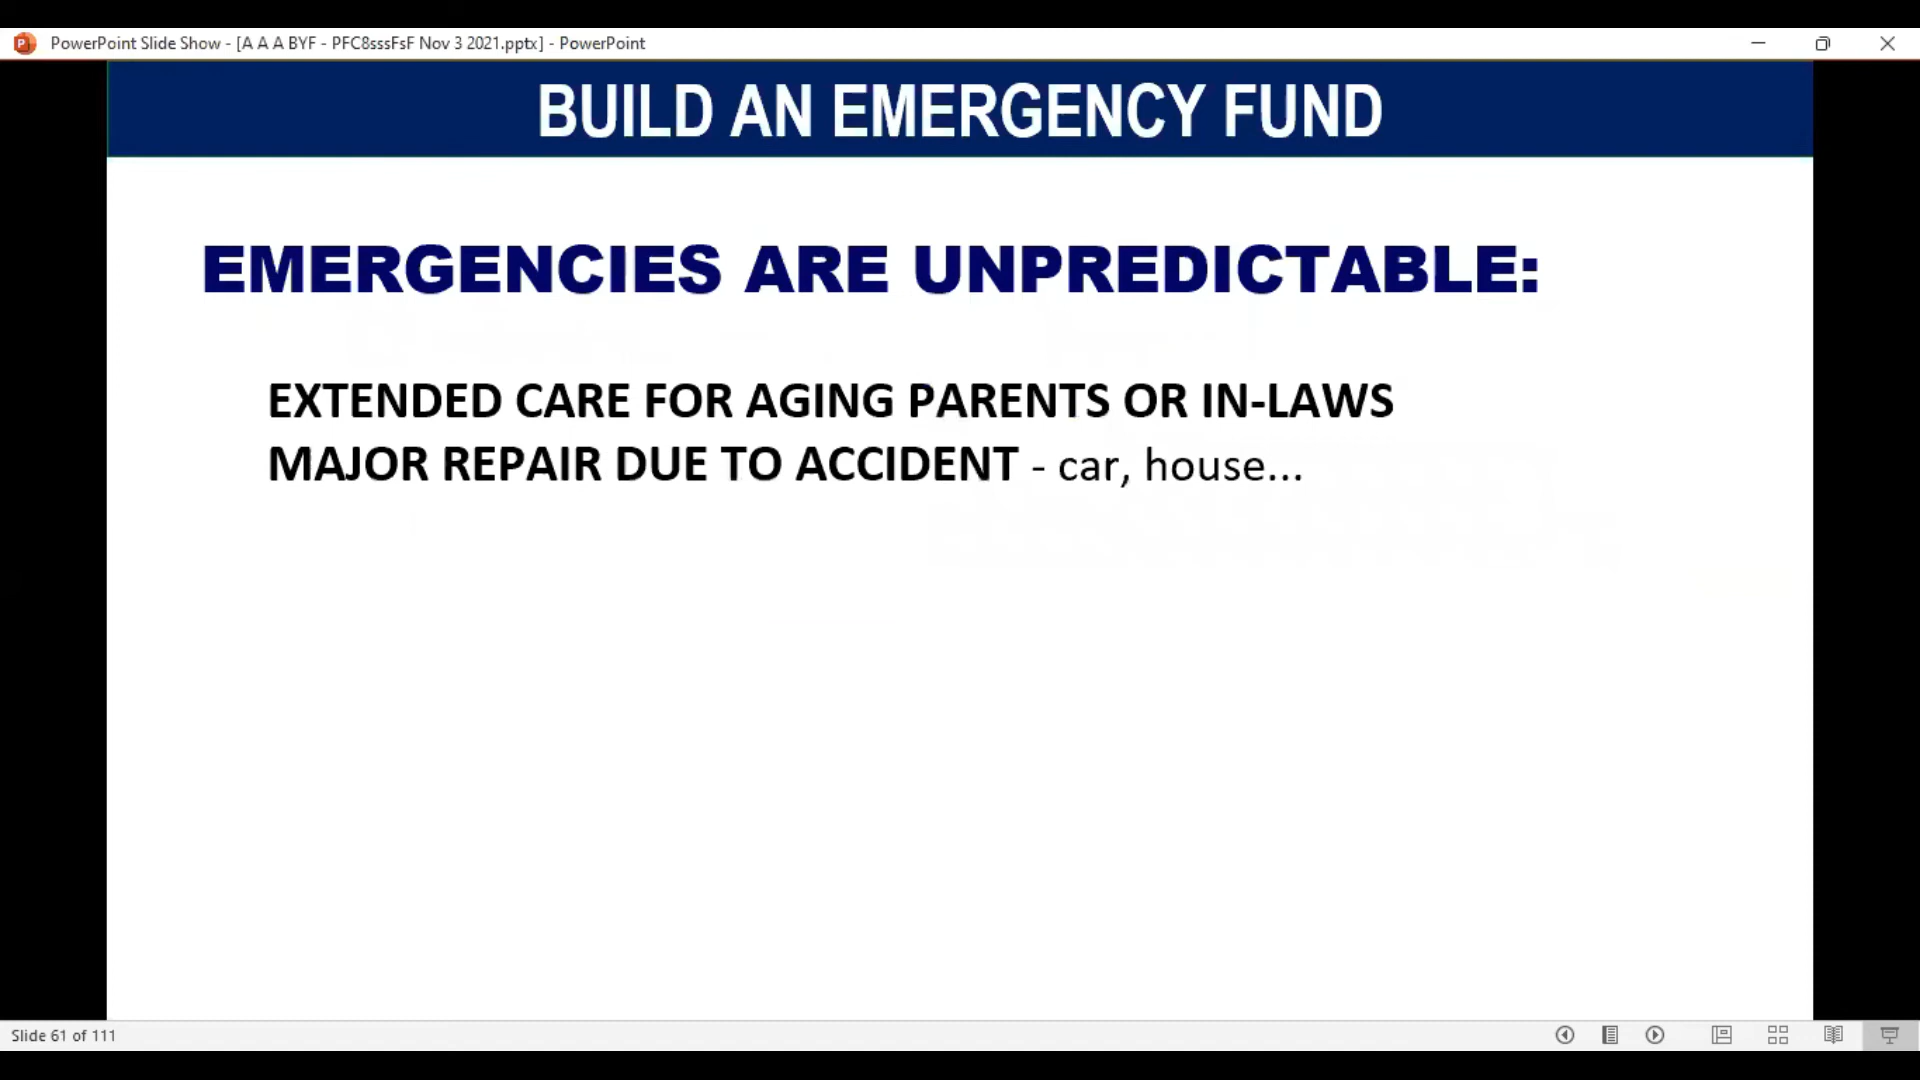 PowerPoint Slide Show - [A A A BYF - PFC8sssFsF Nov 3 2021.pptx] - PowerPoint
BUILD AN EMERGENCY FUND
EMERGENCIES ARE UNPREDICTABLE:
EXTENDED CARE FOR AGING PARENTS OR IN-LAWS
MAJOR REPAIR DUE TO ACCIDENT - car, house...
Slide 61 of 111